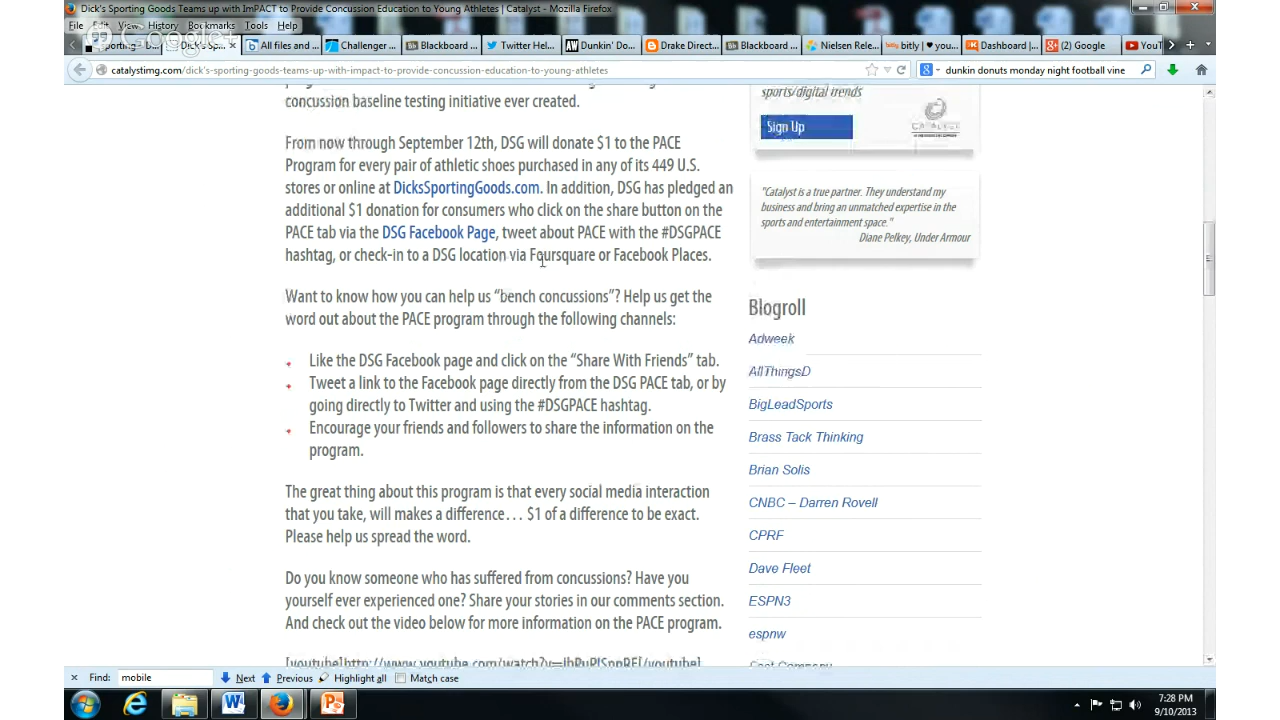 Dick's Sporting Goods Teams up with ImPACT to Provide Concussion Education to Young Athletes | Catalyst - Mozilla Firefox
File Edit View History Bookmarks Tools Help
Google+
porting - D... Dick's Sp... × All files and ... Challenger ... Blackboard ... Twitter Hel... Dunkin' Do... Drake Direct... Blackboard ... Nielsen Rele... bitly | ♥ you... Dashboard |... (2) Google YouT
catalystimg.com/dick's-sporting-goods-teams-up-with-impact-to-provide-concussion-education-to-young-athletes
dunkin donuts monday night football vine
concussion baseline testing initiative ever created.
From now through September 12th, DSG will donate $1 to the PACE
Program for every pair of athletic shoes purchased in any of its 449 U.S.
stores or online at DicksSportingGoods.com. In addition, DSG has pledged an
additional $1 donation for consumers who click on the share button on the
PACE tab via the DSG Facebook Page, tweet about PACE with the #DSGPACE
hashtag, or check-in to a DSG location via Foursquare or Facebook Places.
Want to know how you can help us “bench concussions”? Help us get the
word out about the PACE program through the following channels:
Like the DSG Facebook page and click on the “Share With Friends” tab.
Tweet a link to the Facebook page directly from the DSG PACE tab, or by
going directly to Twitter and using the #DSGPACE hashtag.
Encourage your friends and followers to share the information on the
program.
The great thing about this program is that every social media interaction
that you take, will makes a difference… $1 of a difference to be exact.
Please help us spread the word.
Do you know someone who has suffered from concussions? Have you
yourself ever experienced one? Share your stories in our comments section.
And check out the video below for more information on the PACE program.
sports/digital trends
Sign Up
CATALYST
"Catalyst is a true partner. They understand my
business and bring an unmatched expertise in the
sports and entertainment space."
Diane Pelkey, Under Armour
Blogroll
Adweek
AllThingsD
BigLeadSports
Brass Tack Thinking
Brian Solis
CNBC – Darren Rovell
CPRF
Dave Fleet
ESPN3
espnw
Fast Company
× Find: mobile Next Previous Highlight all Match case
7:28 PM
9/10/2013